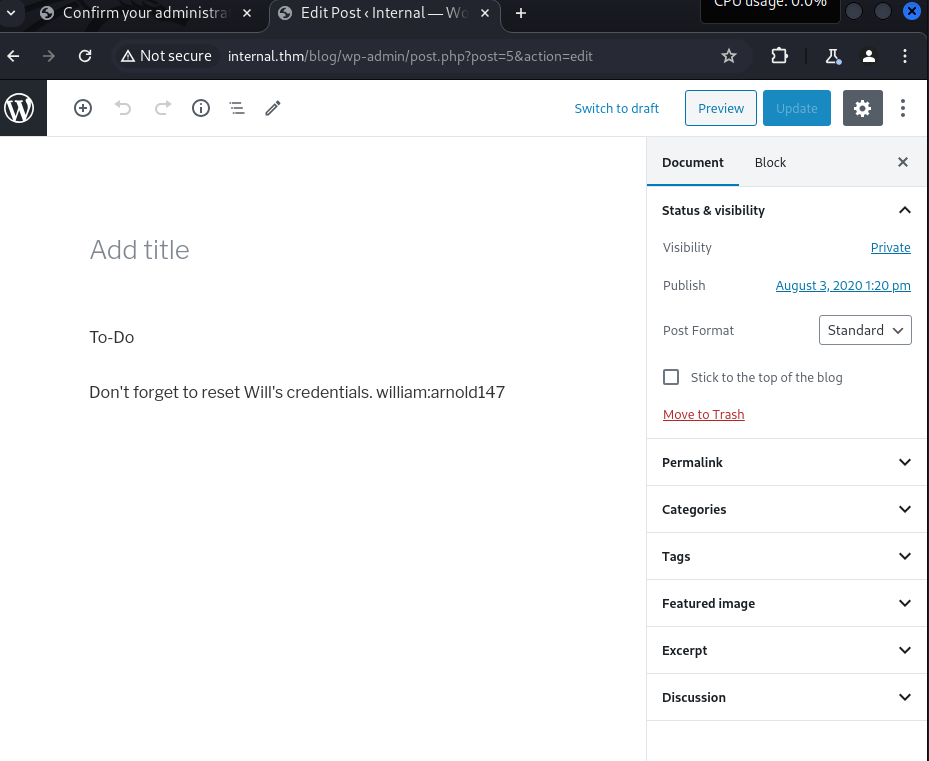 Confirm your administra
Edit Post ‹ Internal — Wo
CPU usage: 0.0%
Not secure
internal.thm/blog/wp-admin/post.php?post=5&action=edit
Switch to draft
Preview
Update
Document
Block
Status & visibility
Add title
Visibility
Private
Publish
August 3, 2020 1:20 pm
Post Format
Standard
To-Do
Stick to the top of the blog
Don't forget to reset Will's credentials. william:arnold147
Move to Trash
Permalink
Categories
Tags
Featured image
Excerpt
Discussion